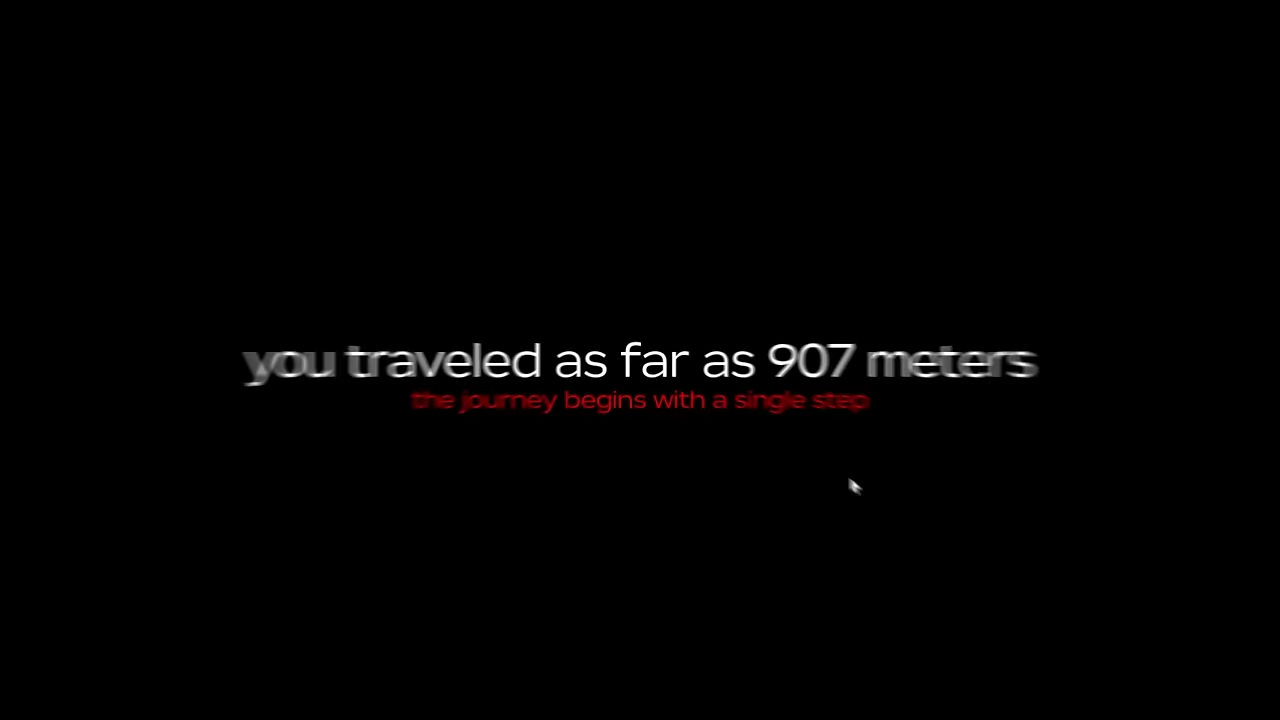 you traveled as far as 907 meters
the journey begins with a single step